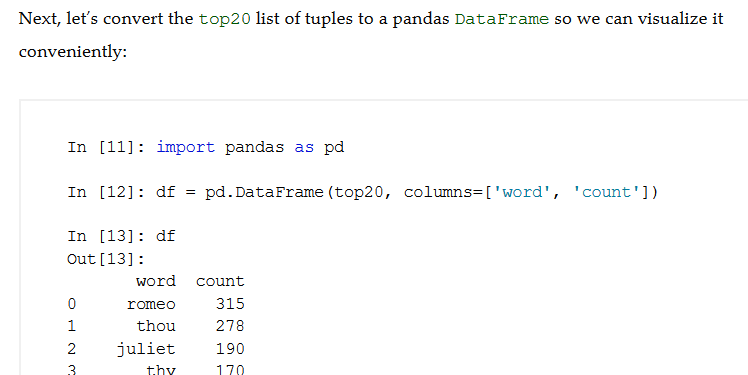 Next, let's convert the top20 list of tuples to a pandas DataFrame so we can visualize it
conveniently:
In [11]: import pandas as pd
In [12]: df = pd.DataFrame(top20, columns=['word', 'count'])
In [13]: df
Out[13]:
word count
0 romeo 315
1 thou 278
2 juliet 190
3 thy 170